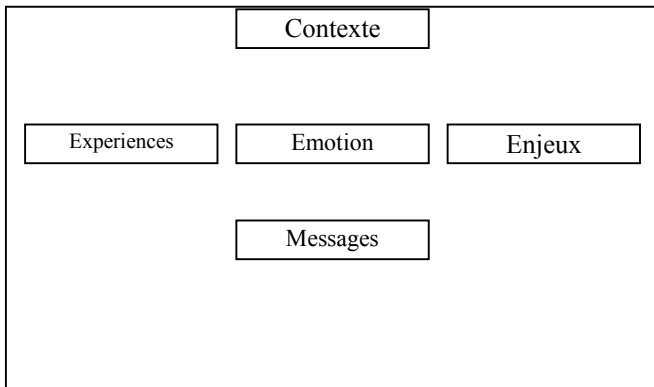 Contexte
Experiences
Emotion
Enjeux
Messages